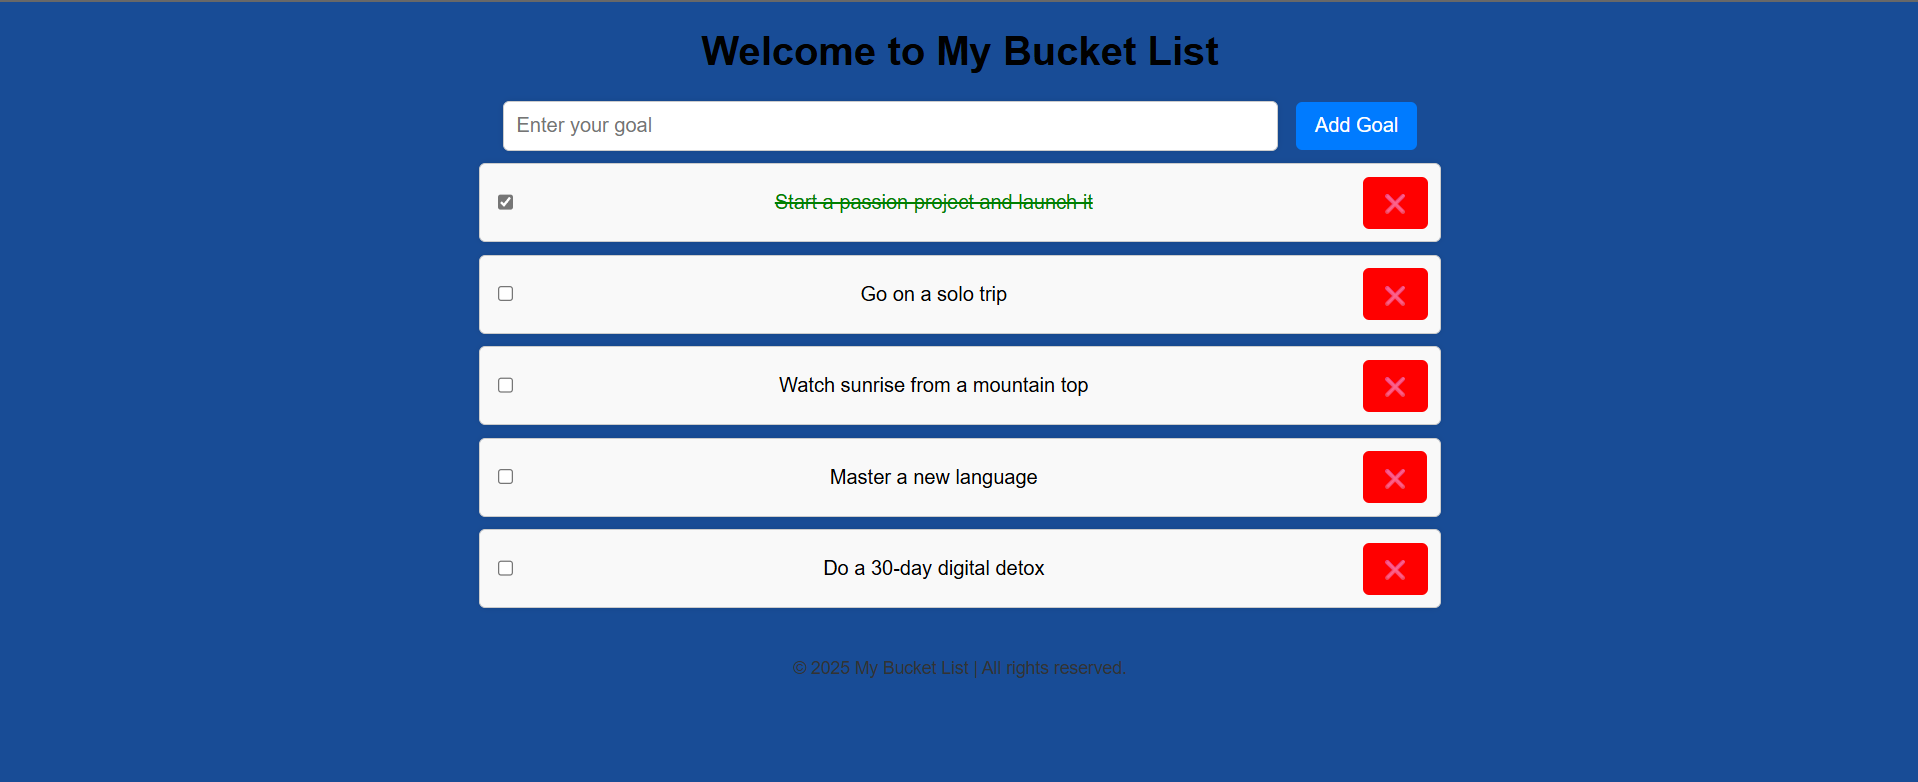 Welcome to My Bucket List
Enter your goal
Add Goal
Start a passion project and launch it
Go on a solo trip
Watch sunrise from a mountain top
Master a new language
Do a 30-day digital detox
© 2025 My Bucket List | All rights reserved.